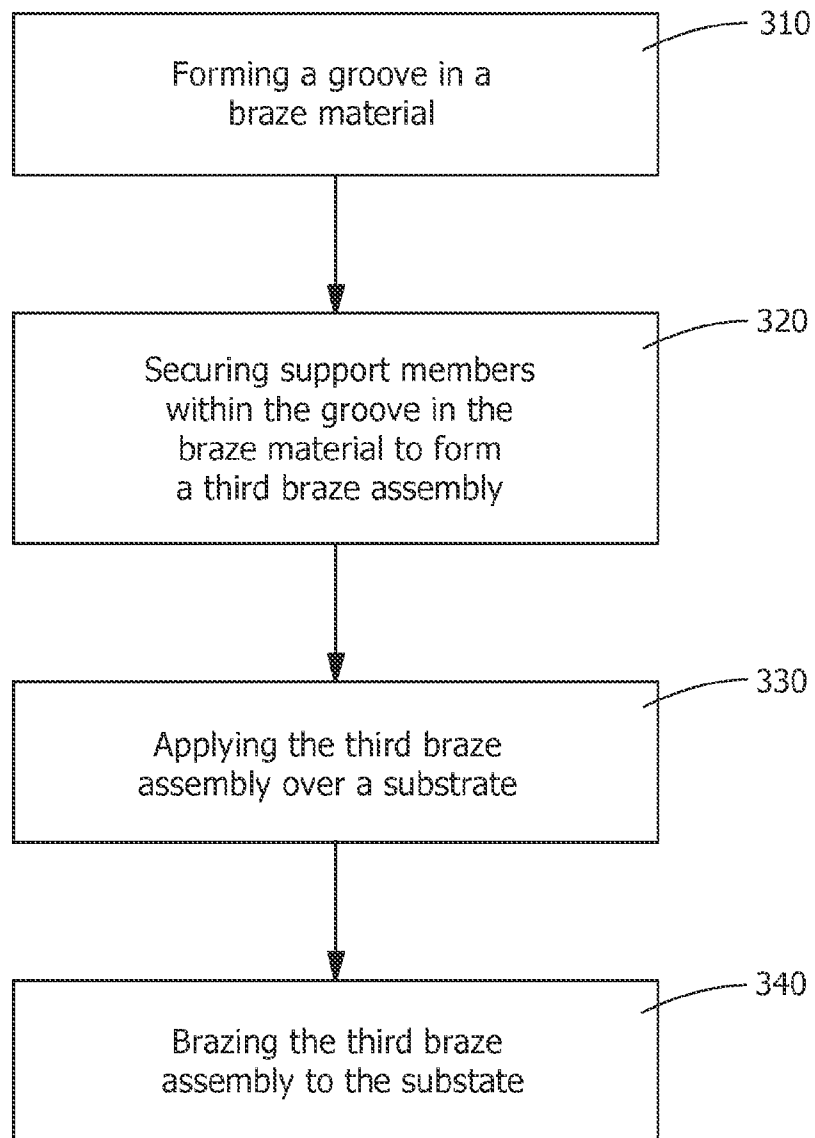 310
Forming a groove in a
braze material
320
Securing support members
within the groove in the
braze material to form
a third braze assembly
330
Applying the third braze
assembly over a substrate
340
Brazing the third braze
assembly to the substate